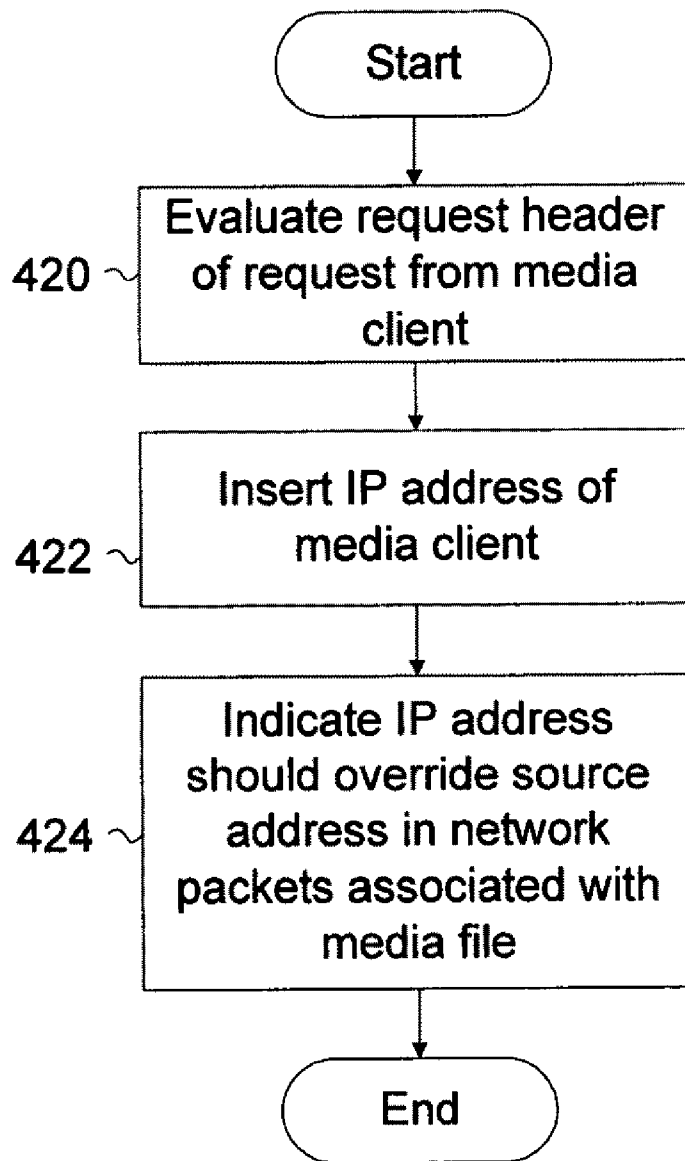 Start
Evaluate request header
of request from media
client
420
Insert IP address of
media client
422
Indicate IP address
should override source
address in network
packets associated with
media file
424
End